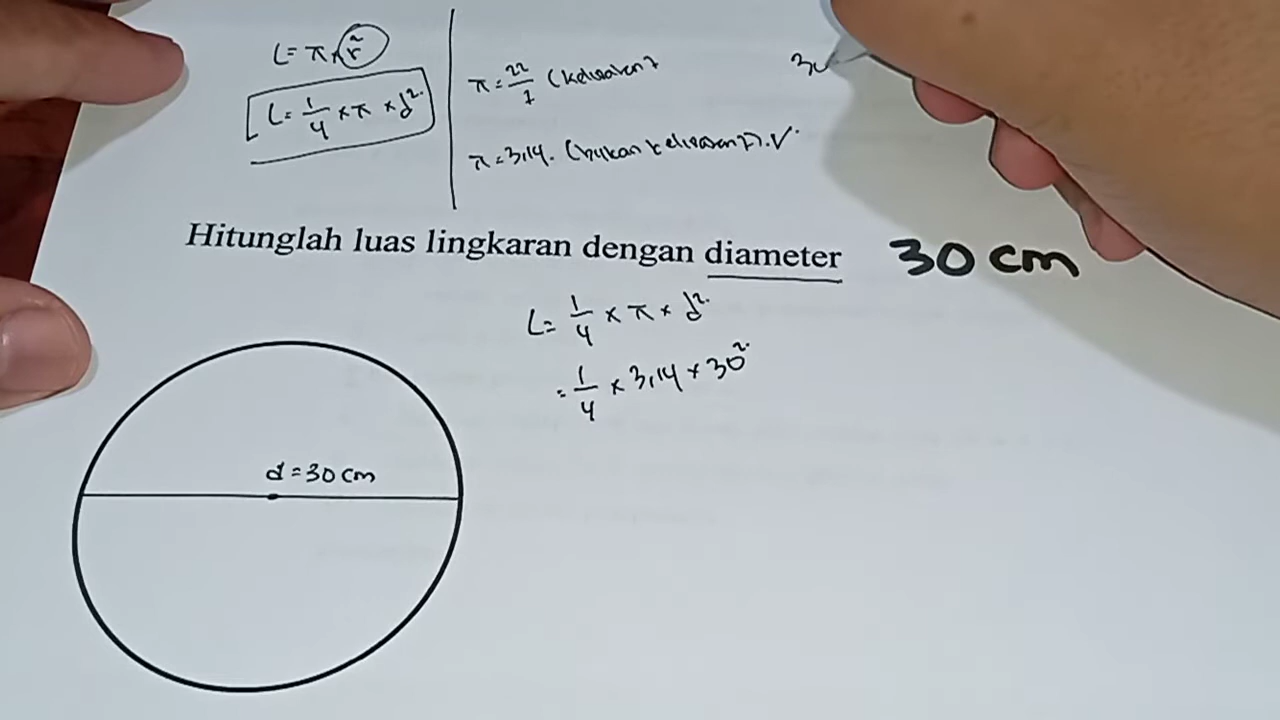 L = π × r²
L = 1/4 × π × d².
π = 22/7 (kelipatan 7
π = 3,14. (bukan kelipatan 7). ✓.
30
Hitunglah luas lingkaran dengan diameter 30 cm
L = 1/4 × π × d².
= 1/4 × 3,14 × 30².
d = 30 cm